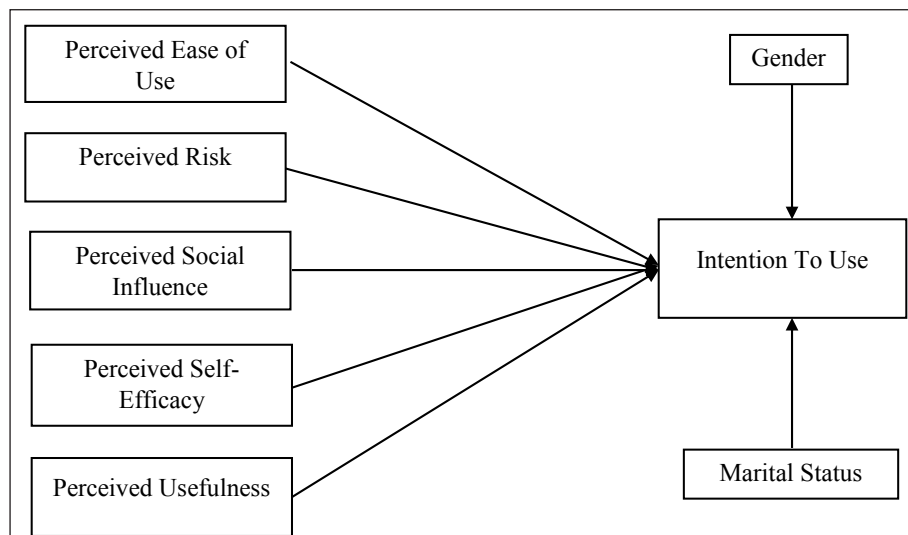 Perceived Ease of
Use
Perceived Risk
Perceived Social
Influence
Perceived Self-
Efficacy
Perceived Usefulness
Gender
Intention To Use
Marital Status